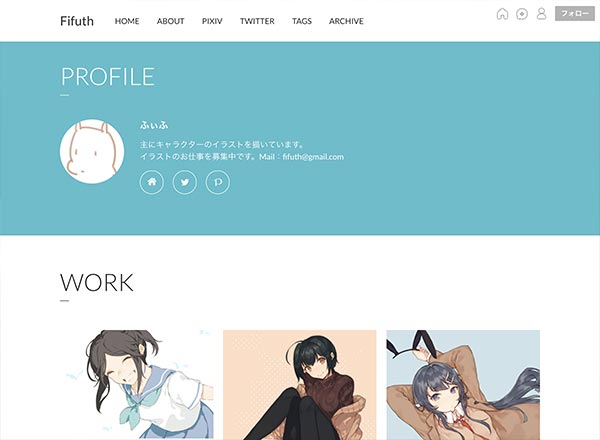 Fifuth HOME ABOUT PIXIV TWITTER TAGS ARCHIVE フォロー
PROFILE
ふぃふ
主にキャラクターのイラストを描いています。
イラストのお仕事を募集中です。Mail：fifuth@gmail.com
WORK